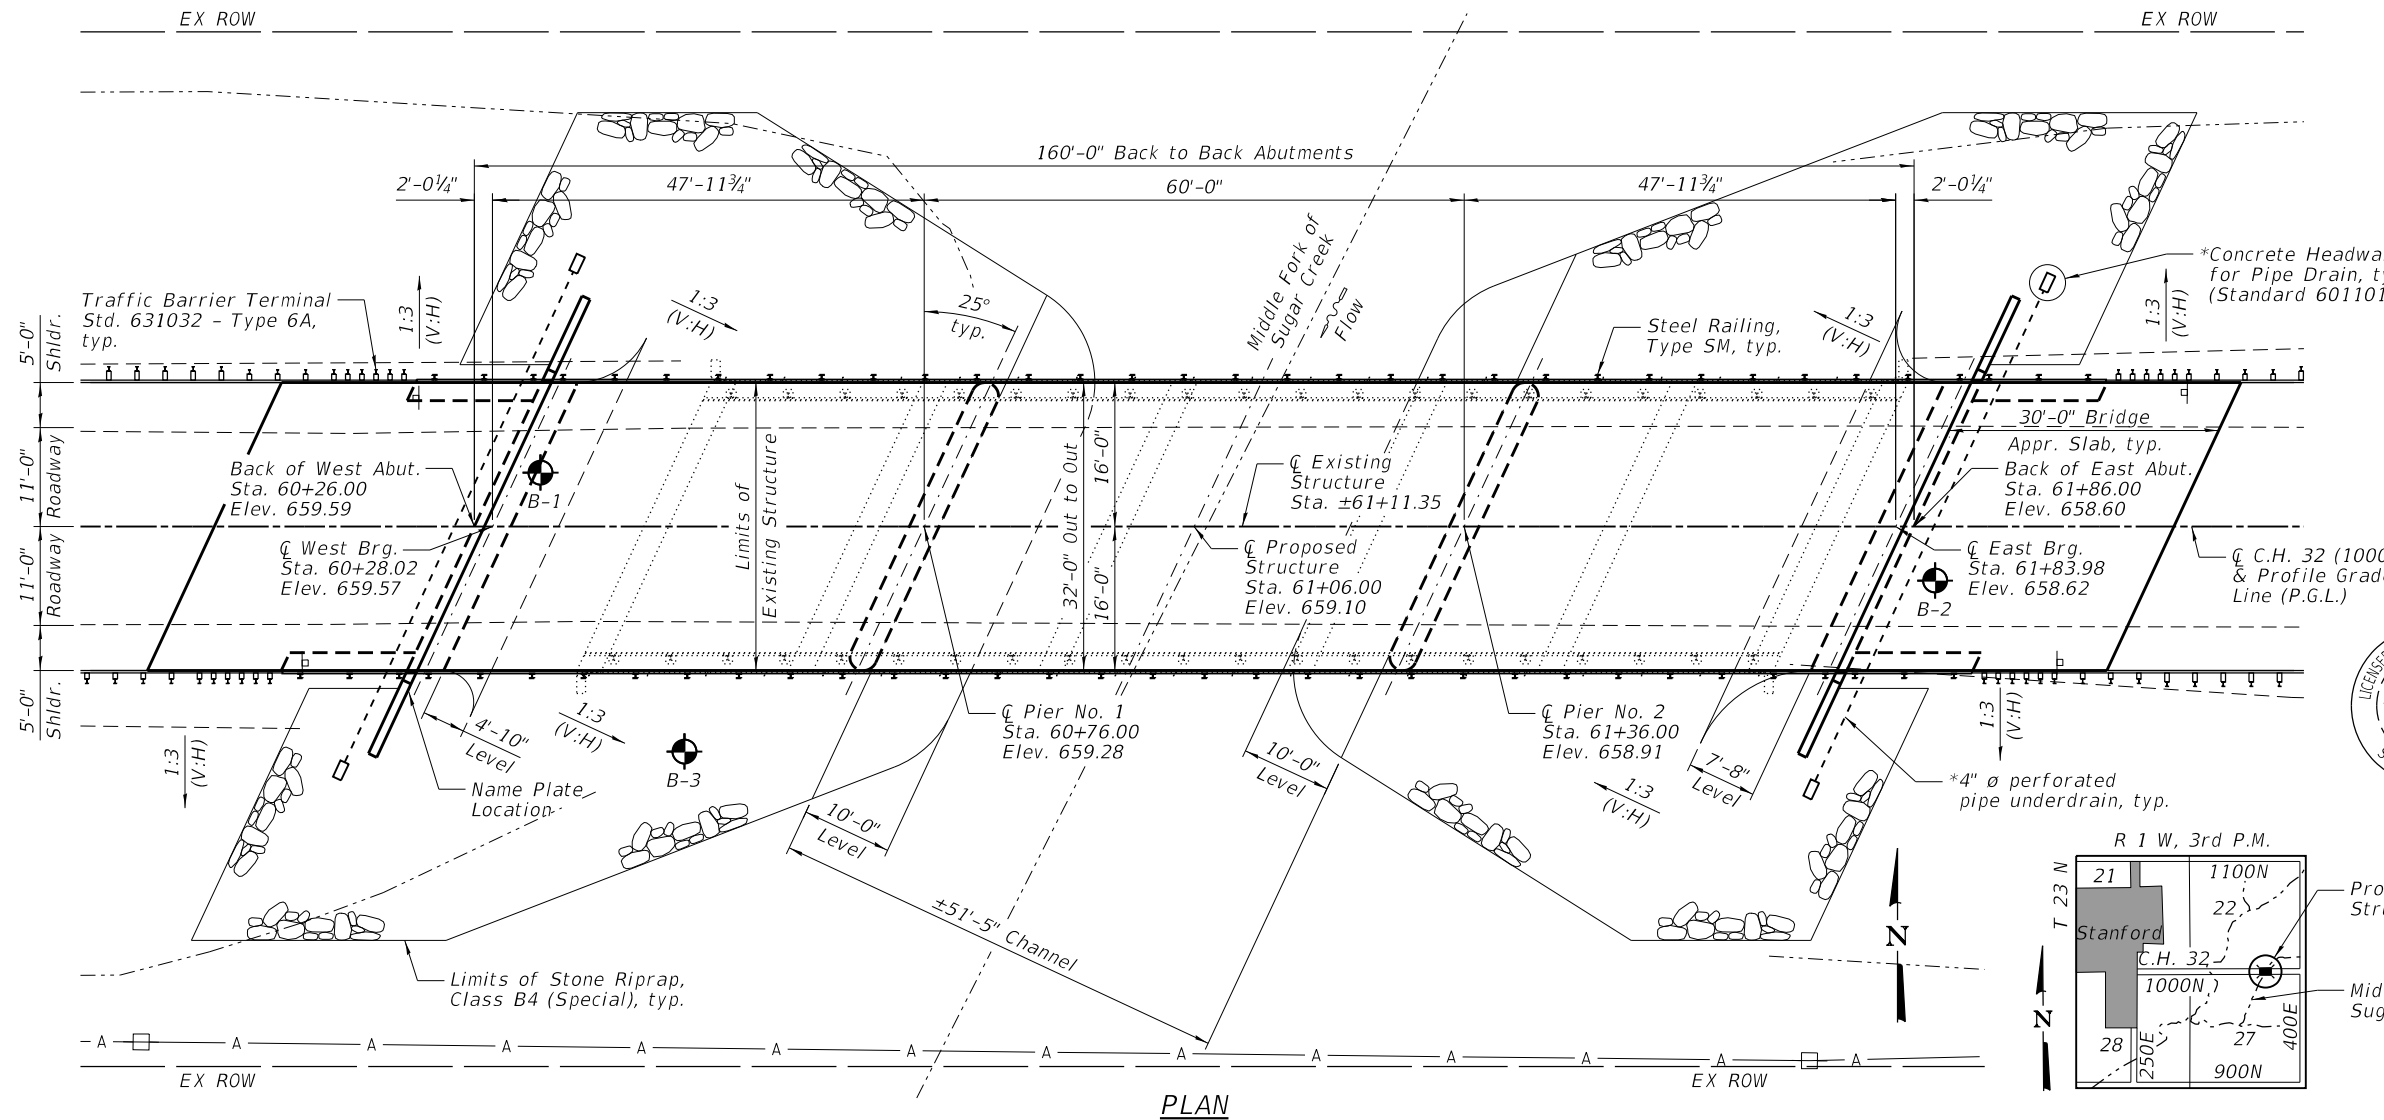 EX ROW
EX ROW
160'-0" Back to Back Abutments
2'-0¼"
47'-11¾"
60'-0"
47'-11¾"
2'-0¼"
Middle Fork of
Sugar Creek
Flow
*Concrete
for Pipe Drain,
(Standard 601101
Traffic Barrier Terminal
Std. 631032 - Type 6A,
typ.
1:3
(V:H)
1:3
(V:H)
25°
typ.
Steel Railing,
Type SM, typ.
1:3
(V:H)
1:3
(V:H)
5'-0"
Shldr.
11'-0"
Roadway
11'-0"
Roadway
5'-0"
Shldr.
30'-0" Bridge
Appr. Slab, typ.
Back of West Abut.
Sta. 60+26.00
Elev. 659.59
B-1
Limits of
Existing Structure
32'-0" Out to Out
16'-0"
16'-0"
℄ Existing
Structure
Sta. ±61+11.35
Back of East Abut.
Sta. 61+86.00
Elev. 658.60
℄ West Brg.
Sta. 60+28.02
Elev. 659.57
℄ Proposed
Structure
Sta. 61+06.00
Elev. 659.10
℄ East Brg.
Sta. 61+83.98
Elev. 658.62
B-2
℄ C.H. 32 (1000
& Profile
Line (P.G.L.)
4'-10"
Level
1:3
(V:H)
1:3
(V:H)
B-3
℄ Pier No. 1
Sta. 60+76.00
Elev. 659.28
10'-0"
Level
℄ Pier No. 2
Sta. 61+36.00
Elev. 658.91
1:3
(V:H)
7'-8"
Level
1:3
(V:H)
Name Plate
Location
10'-0"
Level
*4" ø perforated
pipe underdrain, typ.
±51'-5" Channel
Limits of Stone Riprap,
Class B4 (Special), typ.
N
R 1 W, 3rd P.M.
T 23 N
21
1100N
22
Stanford
C.H. 32
1000N
28
250E
27
400E
900N
N
A A A A A A A A A A A A A A
EX ROW
EX ROW
PLAN